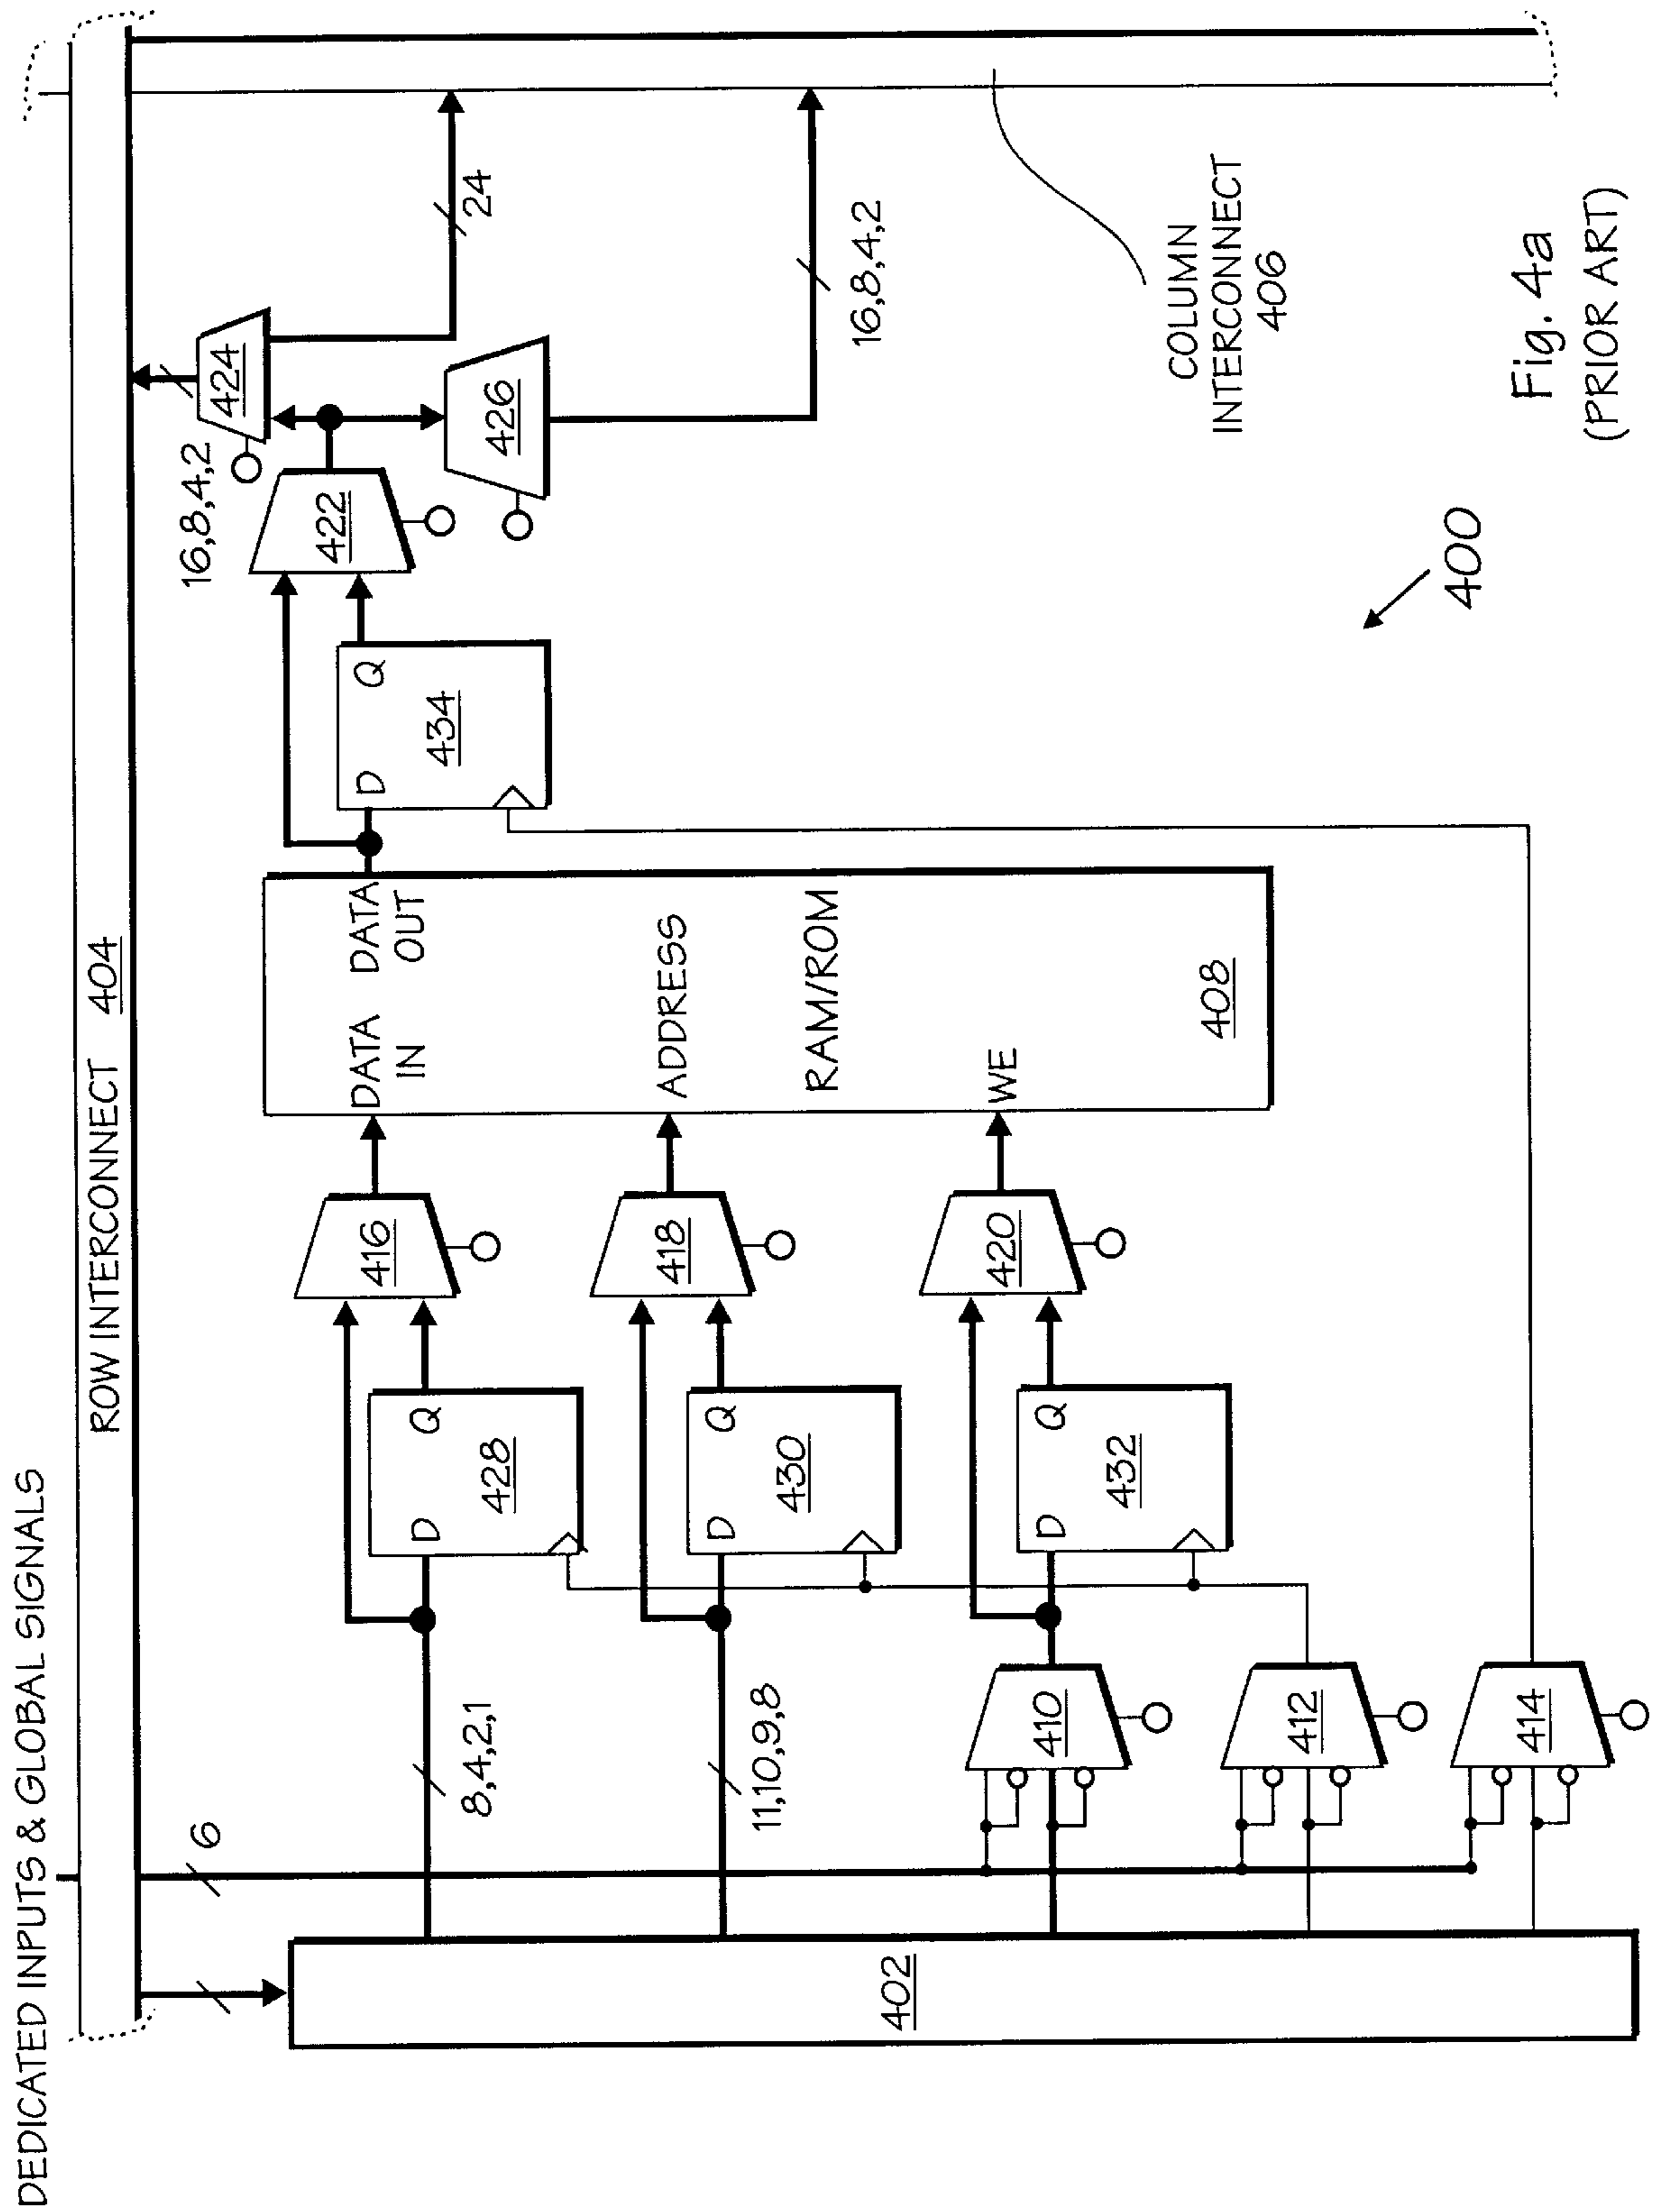 DEDICATED INPUTS & GLOBAL SIGNALS
ROW INTERCONNECT 404
6
16,8,4,2
424
24
422
426
16,8,4,2
8,4,2,1
D Q
428
416
DATA IN
DATA OUT
D Q
434
11,10,9,8
D Q
430
418
ADDRESS
RAM/ROM
410
D Q
432
420
WE
408
412
414
402
COLUMN
INTERCONNECT
406
400
Fig. 4a
(PRIOR ART)